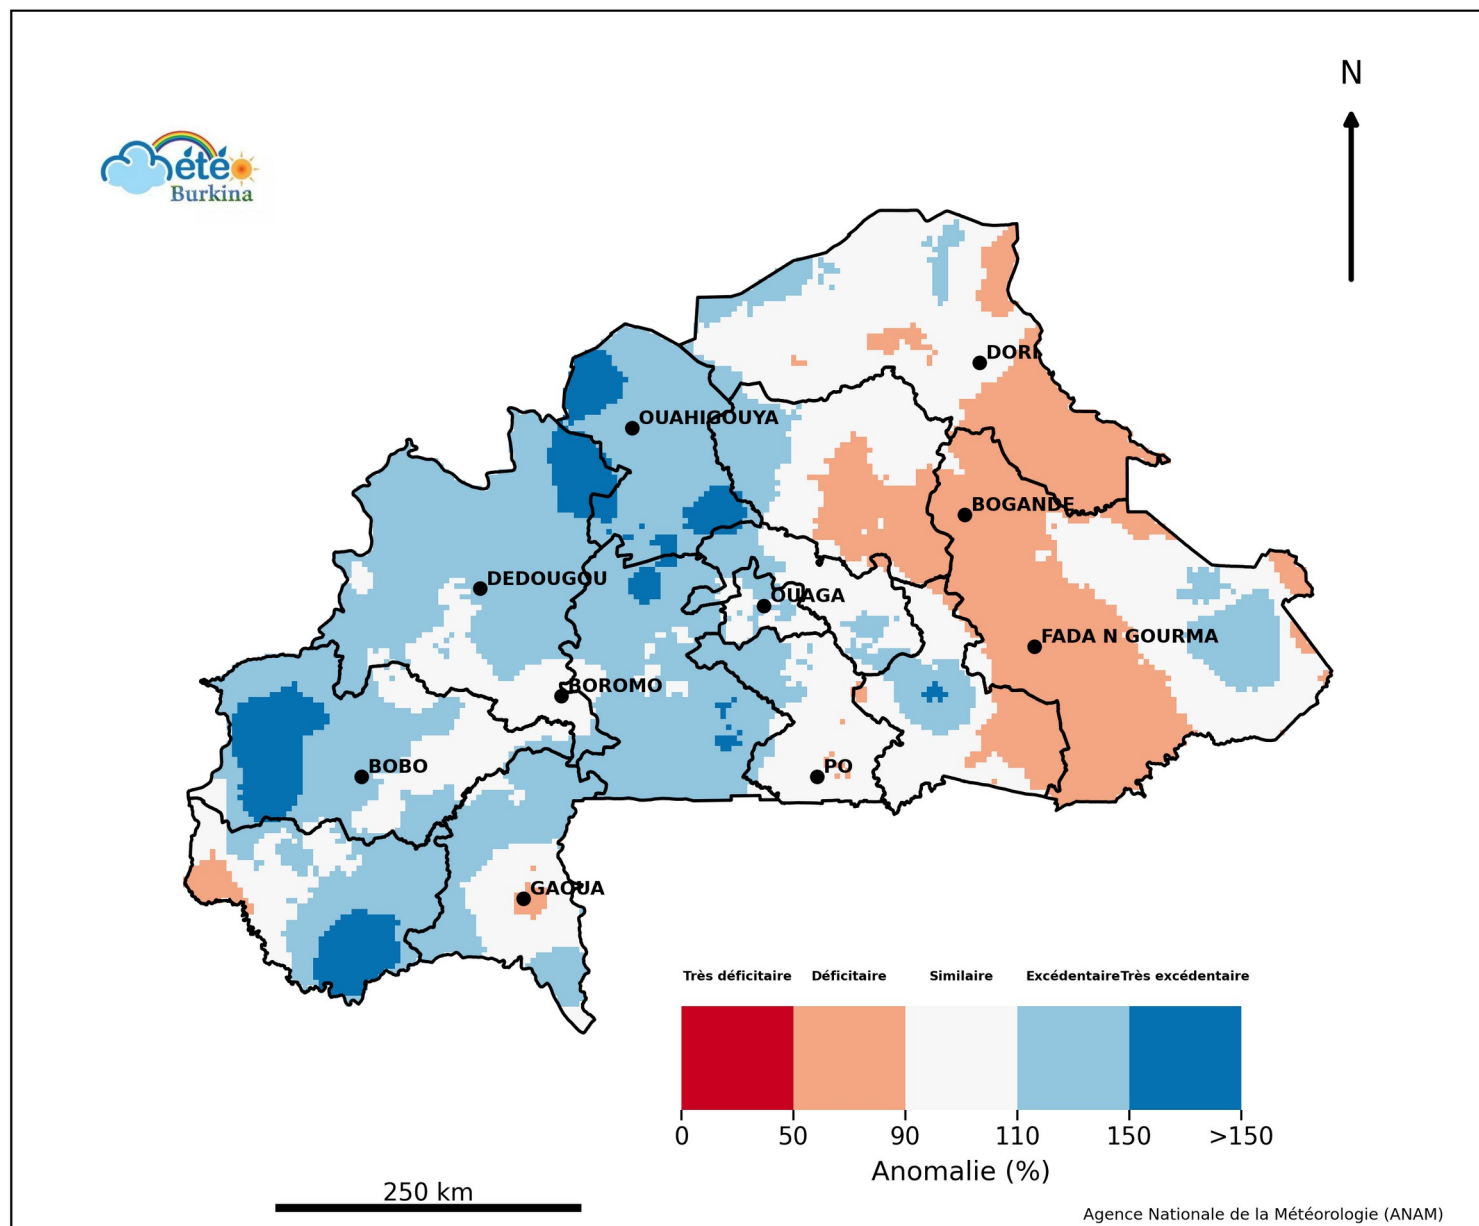 N
été
Burkina
DORI
OUAHIGOUYA
BOGANDE
DEDOUGOU
OUAGA
FADA N GOURMA
BOROMO
BOBO
PO
GAOUA
Très déficitaire Déficitaire Similaire Excédentaire Très excédentaire
0 50 90 110 150 >150
Anomalie (%)
250 km
Agence Nationale de la Météorologie (ANAM)